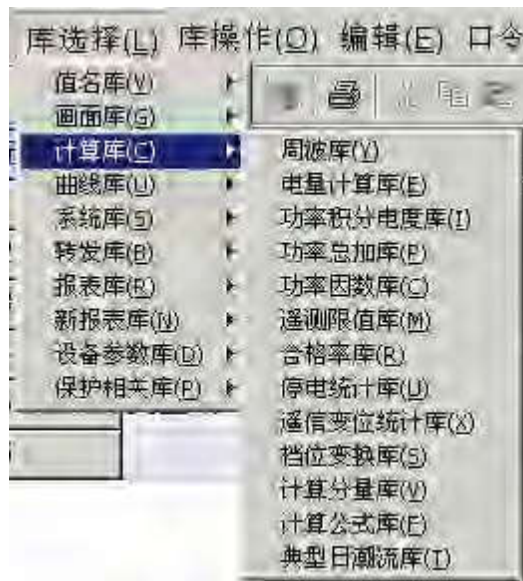 库选择(L) 库操作(O) 编辑(E) 口令
值名库(V)
画面库(G)
计算库(C)
曲线库(U)
系统库(S)
转发库(B)
报表库(R)
新报表库(N)
设备参数库(D)
保护相关库(P)
周波库(Y)
电量计算库(E)
功率积分电度库(I)
功率总加库(P)
功率因数库(C)
遥测限值库(M)
合格率库(R)
停电统计库(U)
遥信变位统计库(X)
档位变换库(S)
计算分量库(V)
计算公式库(F)
典型日潮流库(T)